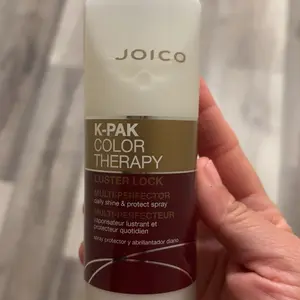 JOICO
K-PAK
COLOR
THERAPY
LUSTER LOCK
MULTI-PERFECTOR
daily shine & protect spray
MULTI-PERFECTEUR
vaporisateur lustrant et
protecteur quotidien
spray protector y abrillantador diario